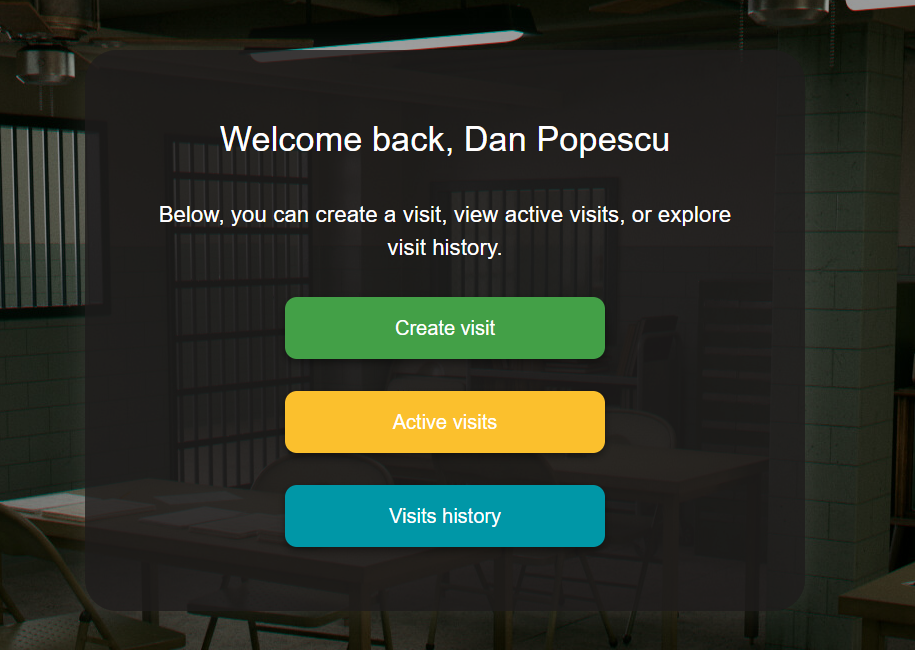 Welcome back, Dan Popescu
Below, you can create a visit, view active visits, or explore
visit history.
Create visit
Active visits
Visits history